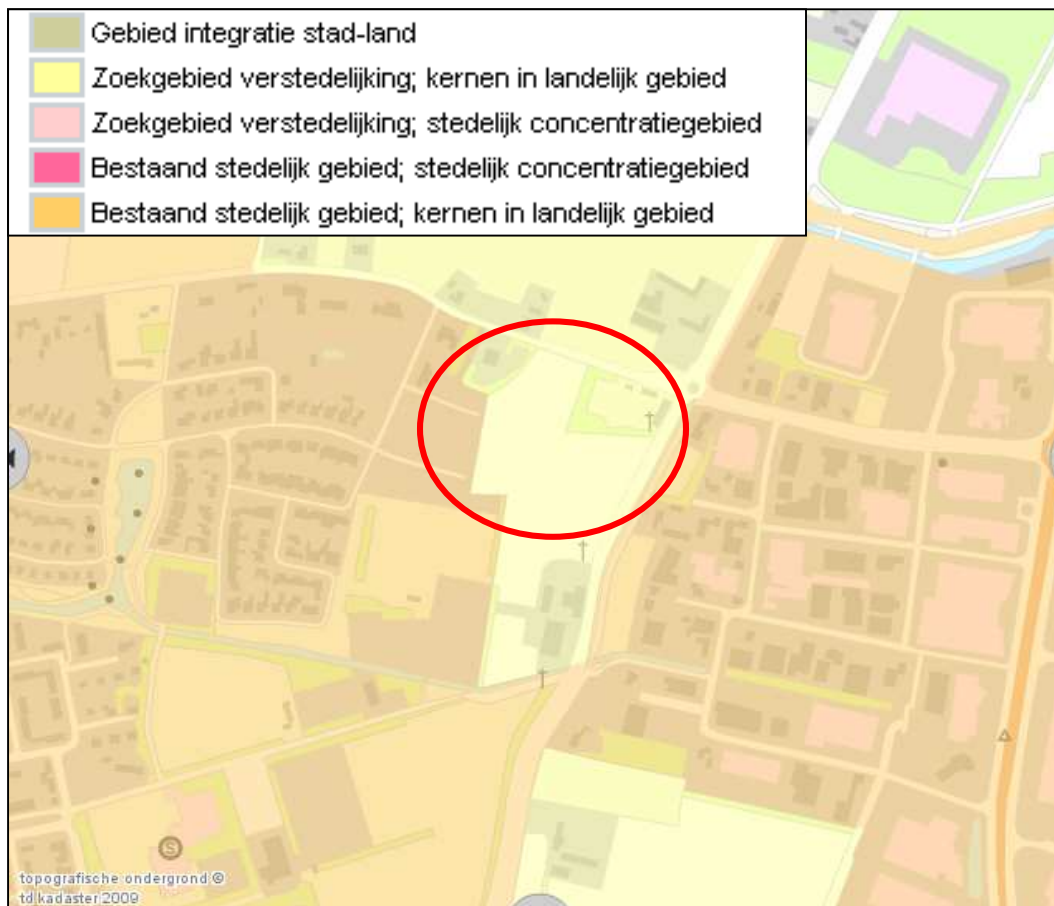 Gebied integratie stad-land
Zoekgebied verstedelijking; kernen in landelijk gebied
Zoekgebied verstedelijking; stedelijk concentratiegebied
Bestaand stedelijk gebied; stedelijk concentratiegebied
Bestaand stedelijk gebied; kernen in landelijk gebied
S
topografische ondergrond ©
td kadaster 2009